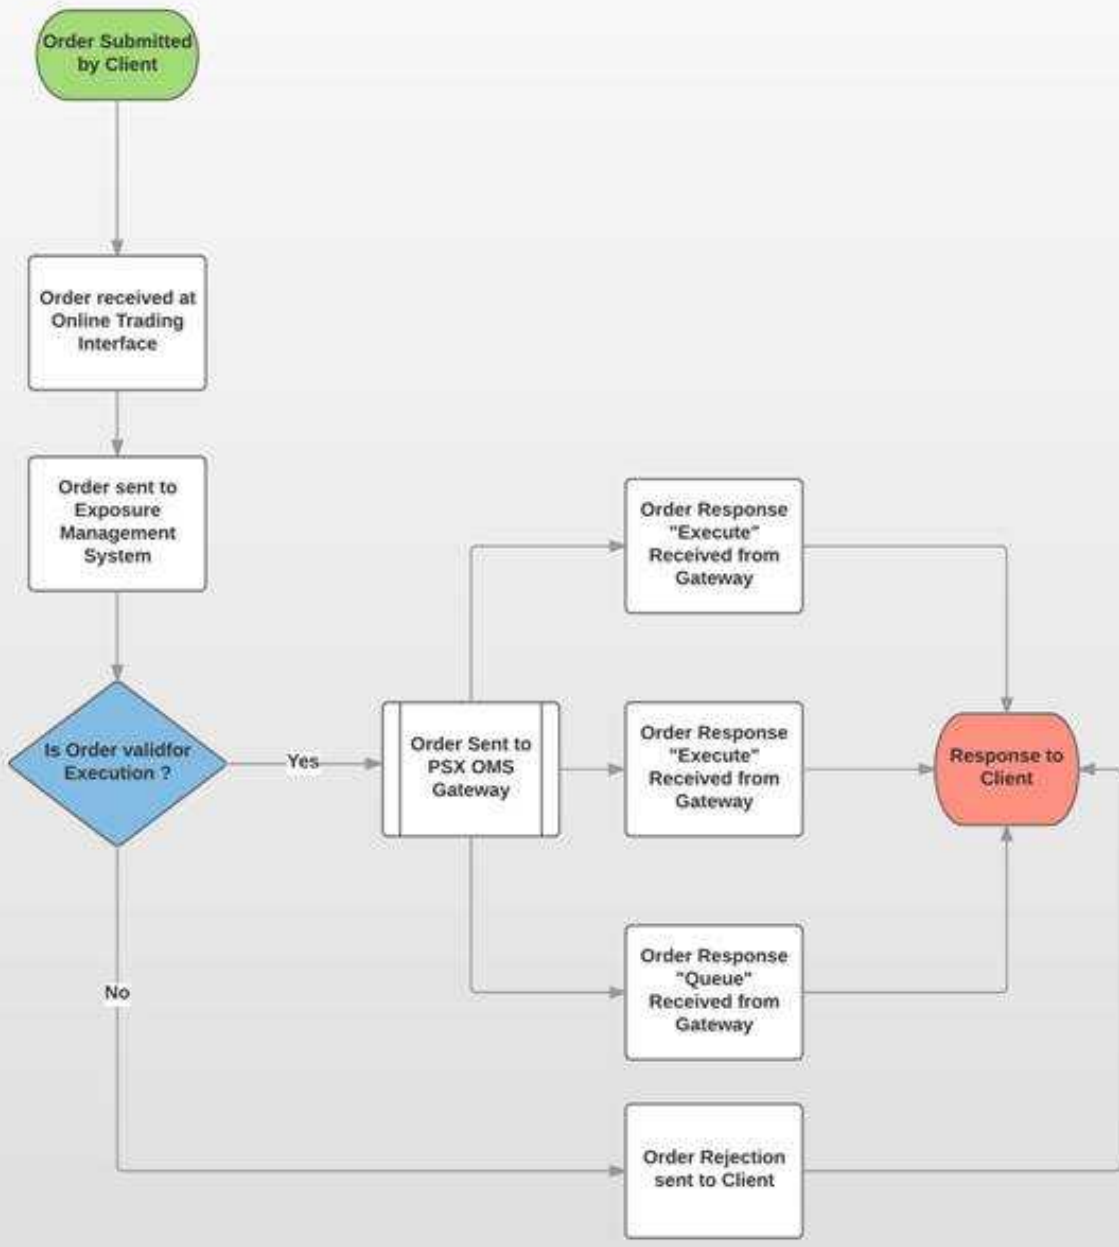 Order Submitted
by Client
Order received at
Online Trading
Interface
Order sent to
Exposure
Management
System
Is Order validfor
Execution ?
Yes
No
Order Sent to
PSX OMS
Gateway
Order Response
"Execute"
Received from
Gateway
Order Response
"Execute"
Received from
Gateway
Order Response
"Queue"
Received from
Gateway
Order Rejection
sent to Client
Response to
Client